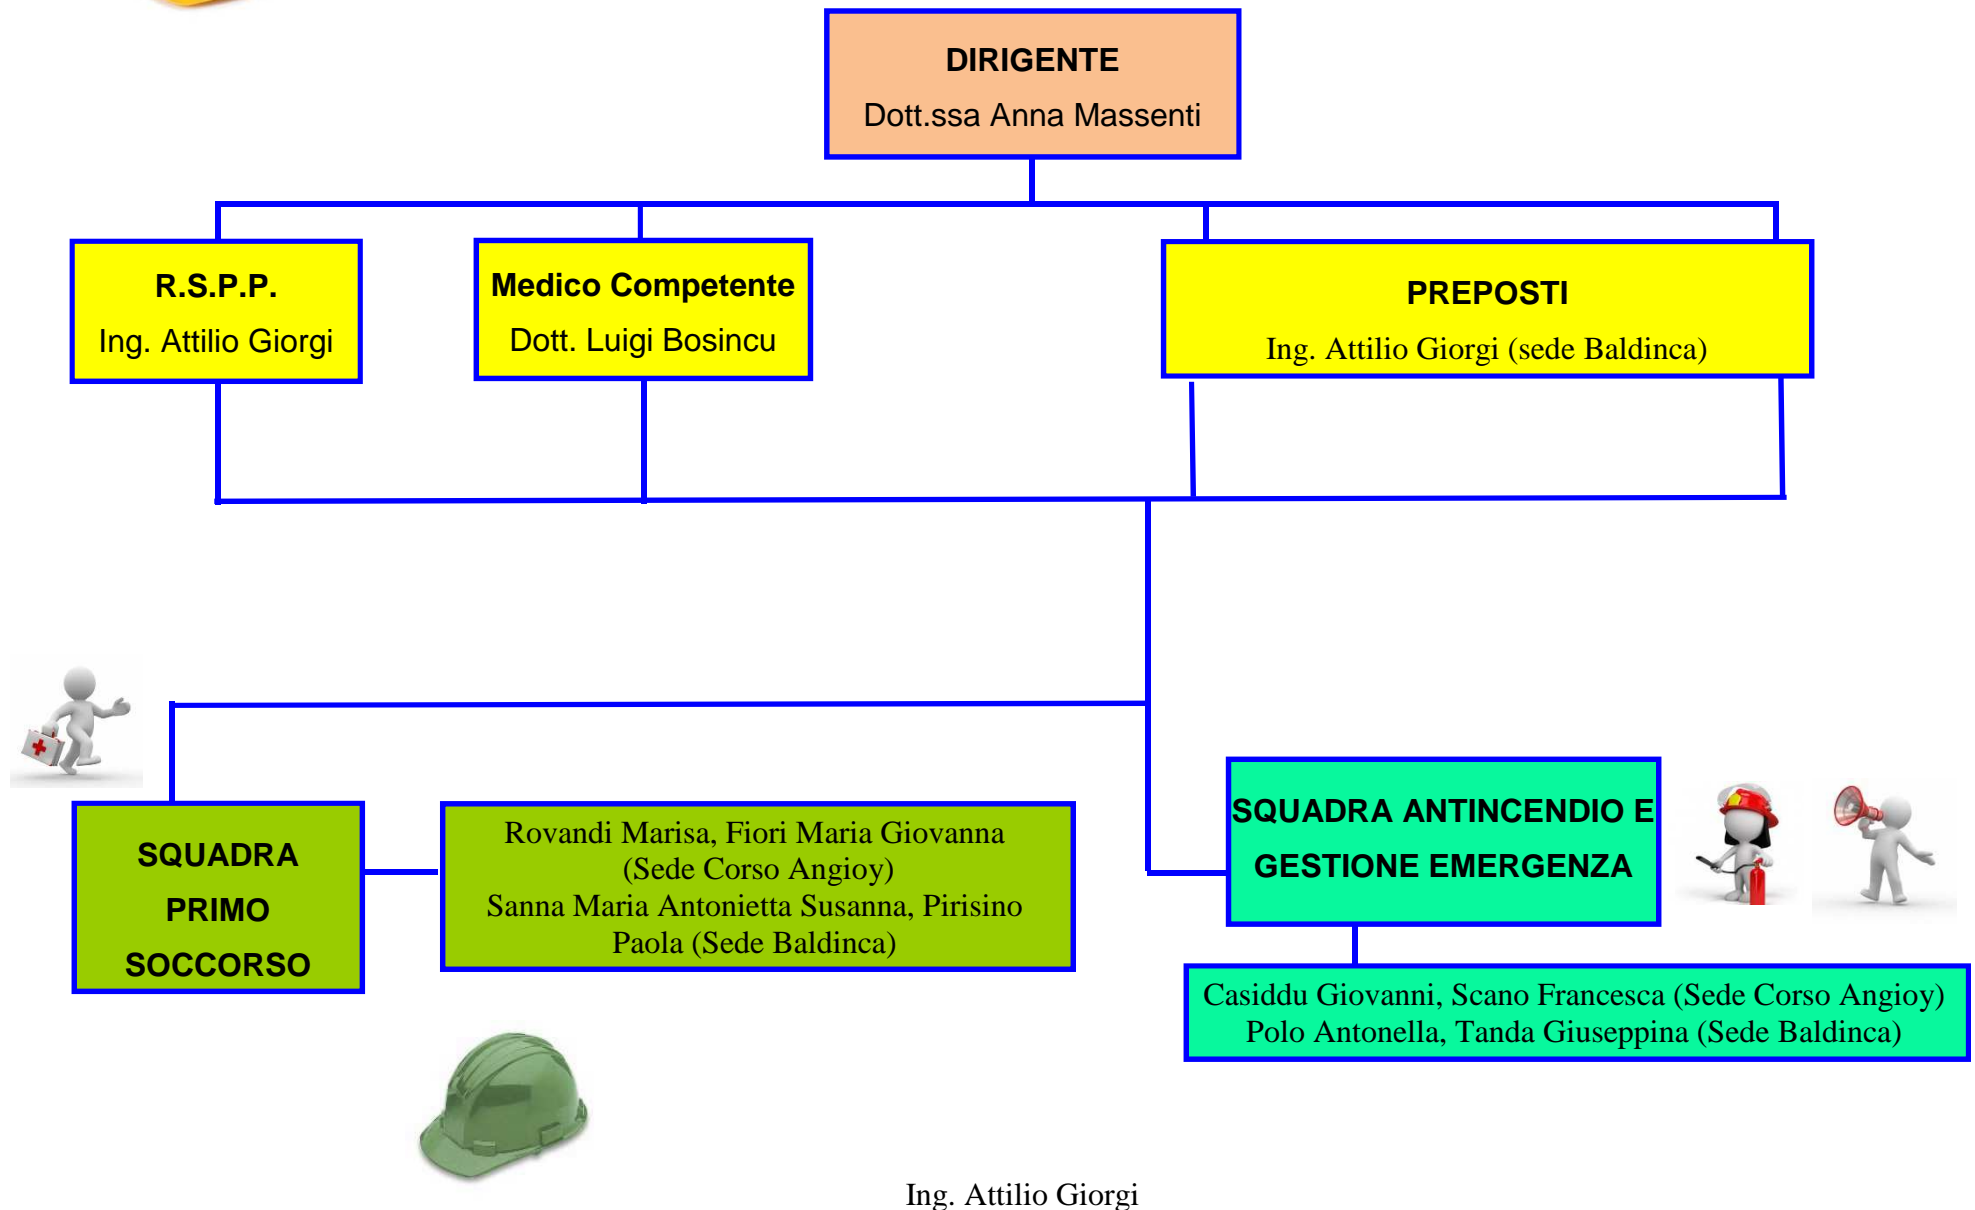 DIRIGENTE
Dott.ssa Anna Massenti
R.S.P.P.
Ing. Attilio Giorgi
Medico Competente
Dott. Luigi Bosincu
PREPOSTI
Ing. Attilio Giorgi (sede Baldinca)
SQUADRA
PRIMO
SOCCORSO
Rovandi Marisa, Fiori Maria Giovanna
(Sede Corso Angioy)
Sanna Maria Antonietta Susanna, Pirisino
Paola (Sede Baldinca)
SQUADRA ANTINCENDIO E
GESTIONE EMERGENZA
Casiddu Giovanni, Scano Francesca (Sede Corso Angioy)
Polo Antonella, Tanda Giuseppina (Sede Baldinca)
Ing. Attilio Giorgi